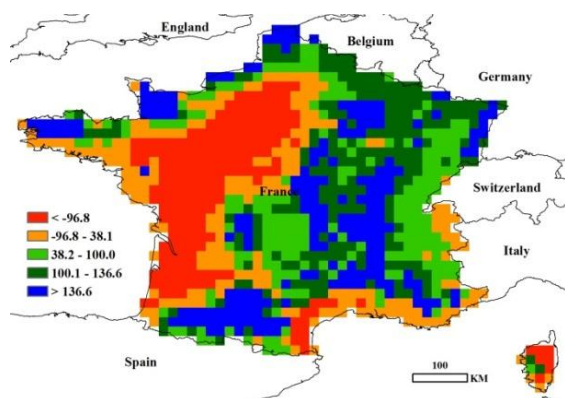 England
Belgium
Germany
France
Switzerland
Italy
< -96.8
-96.8 - 38.1
38.2 - 100.0
100.1 - 136.6
> 136.6
Spain
100
KM